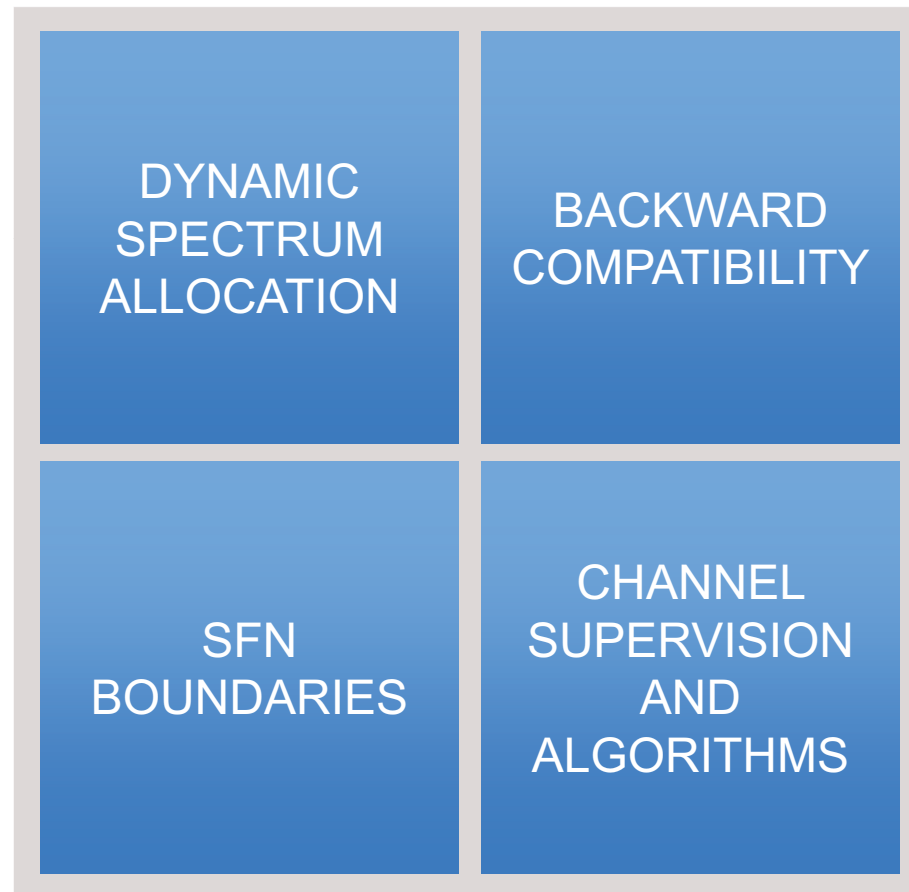 DYNAMIC
SPECTRUM
ALLOCATION
BACKWARD
COMPATIBILITY
SFN
BOUNDARIES
CHANNEL
SUPERVISION
AND
ALGORITHMS